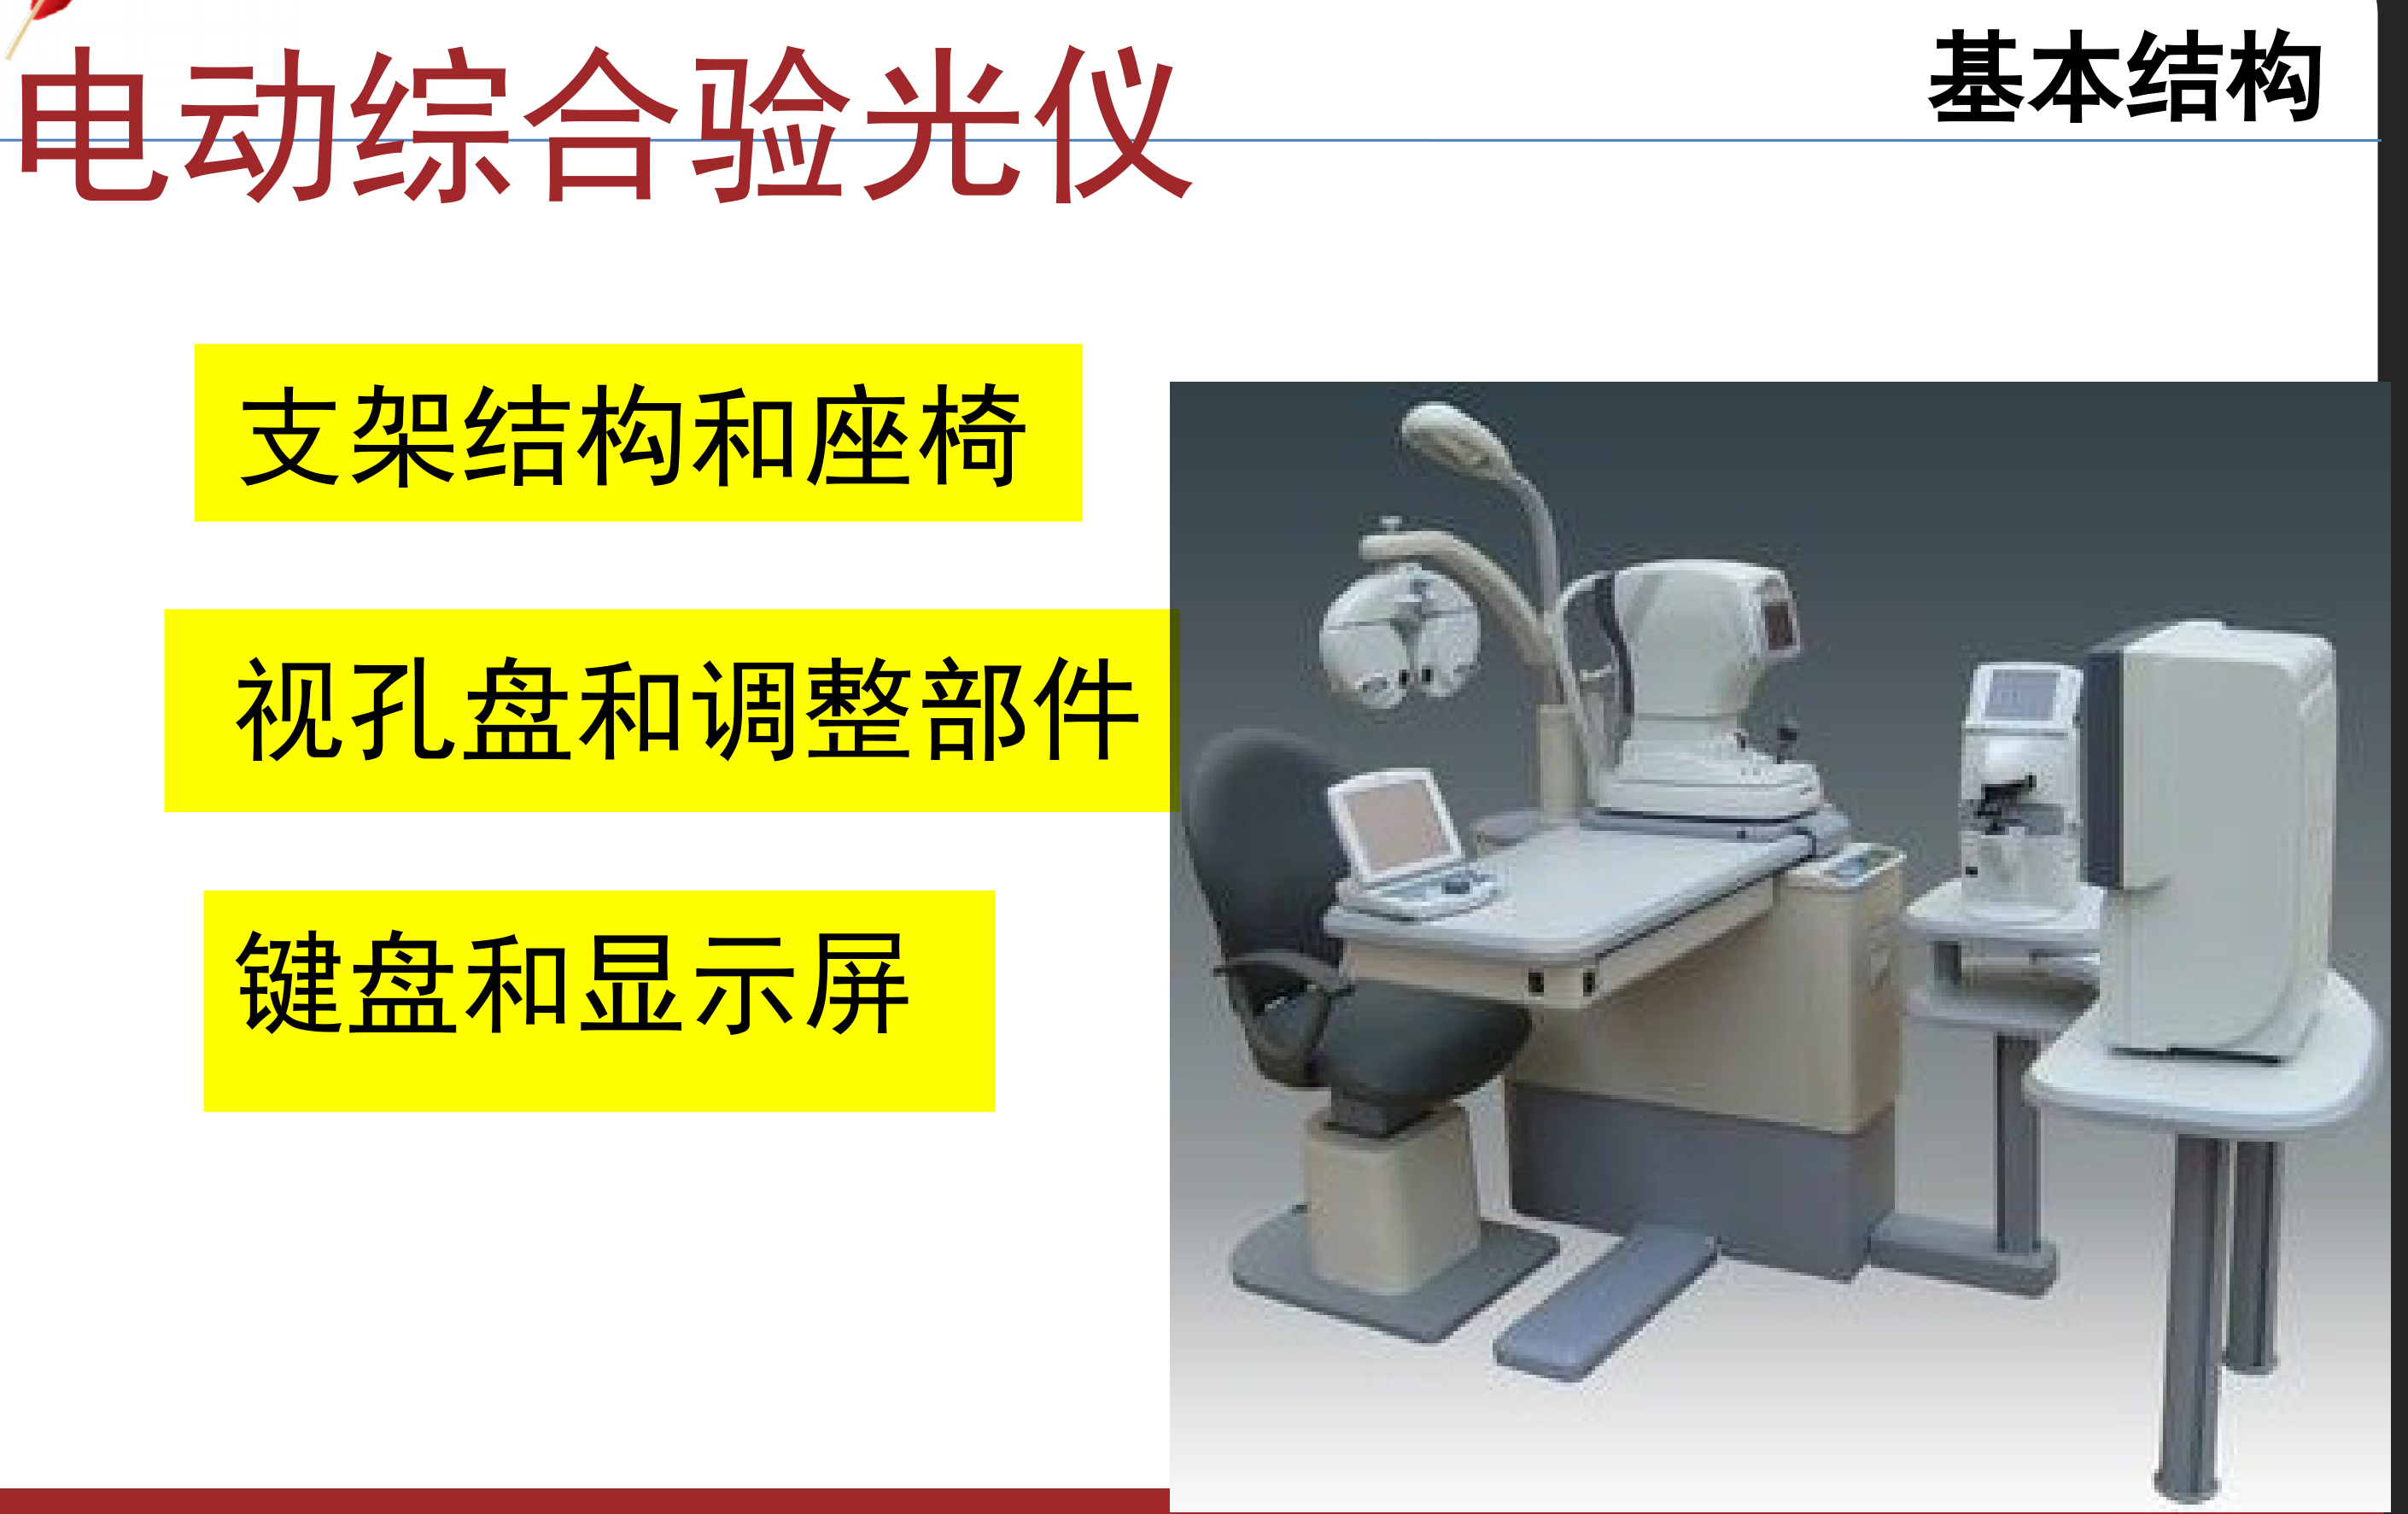 电动综合验光仪
基本结构
支架结构和座椅
视孔盘和调整部件
键盘和显示屏